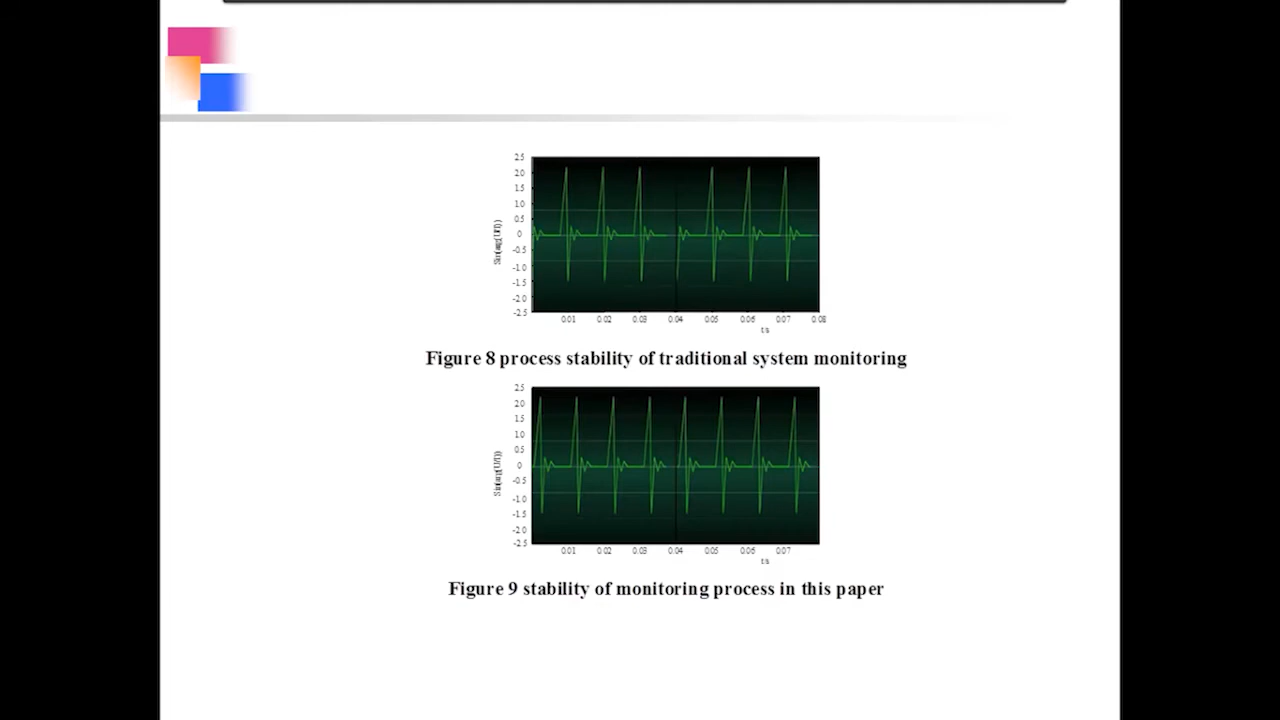 2.5
2.0
1.5
1.0
0.5
0
-0.5
-1.0
-1.5
-2.0
-2.5
Sin(arg(U/I))
0.01 0.02 0.03 0.04 0.05 0.06 0.07 0.08
t/s
Figure 8 process stability of traditional system monitoring
2.5
2.0
1.5
1.0
0.5
0
-0.5
-1.0
-1.5
-2.0
-2.5
Sin(arg(U/I))
0.01 0.02 0.03 0.04 0.05 0.06 0.07
t/s
Figure 9 stability of monitoring process in this paper